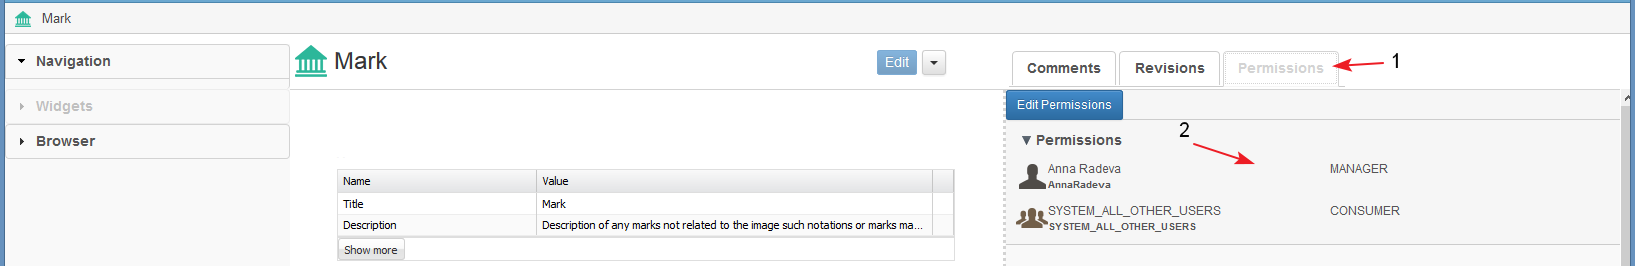 Mark
Navigation
Widgets
Browser
Mark
Edit
Name Value
Title Mark
Description Description of any marks not related to the image such notations or marks ma...
Show more
Comments Revisions Permissions 1
Edit Permissions
2
Permissions
Anna Radeva MANAGER
AnnaRadeva
SYSTEM_ALL_OTHER_USERS CONSUMER
SYSTEM_ALL_OTHER_USERS